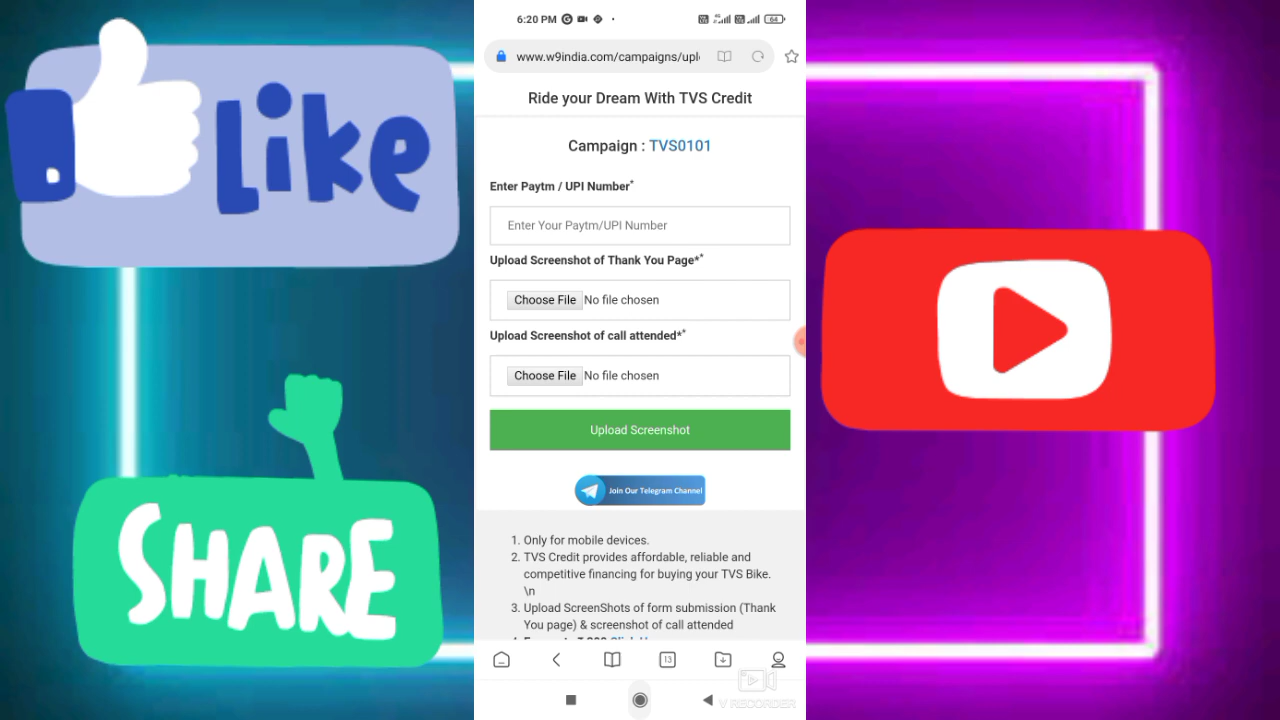 Like
SHARE
6:20 PM
64
www.w9india.com/campaigns/upl
Ride your Dream With TVS Credit
Campaign : TVS0101
Enter Paytm / UPI Number*
Enter Your Paytm/UPI Number
Upload Screenshot of Thank You Page**
Choose File No file chosen
Upload Screenshot of call attended**
Choose File No file chosen
Upload Screenshot
Join Our Telegram Channel
1. Only for mobile devices.
2. TVS Credit provides affordable, reliable and
competitive financing for buying your TVS Bike.
\n
3. Upload ScreenShots of form submission (Thank
You page) & screenshot of call attended
13
V RECORDER